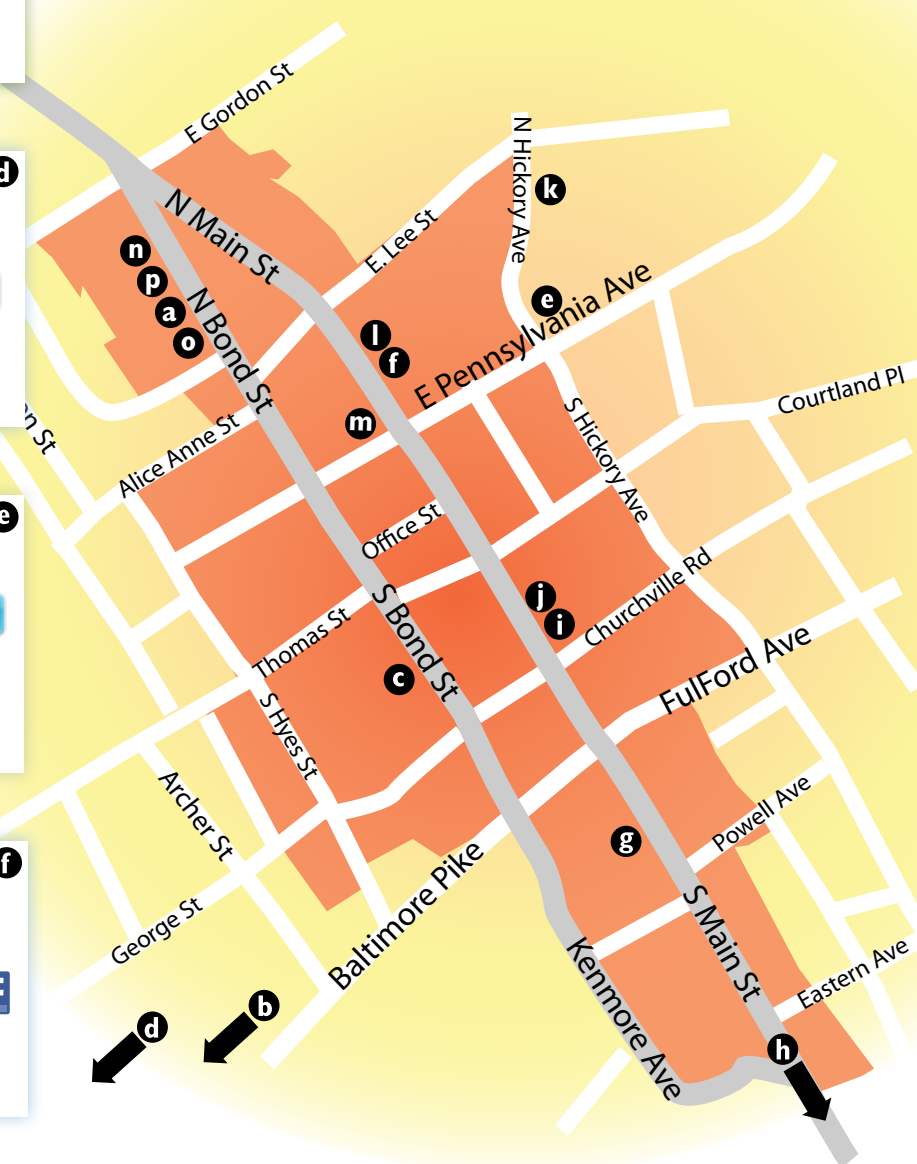 E Gordon St
N Hickory Ave
d
k
N Main St
E. Lee St
n
p
a
o
e
N Bond St
l
f
E Pennsylvania Ave
m
Courtland Pl
Alice Anne St
S Hickory Ave
n St
e
Office St
j
i
Churchville Rd
S Bond St
Thomas St
c
FulFord Ave
S Hyes St
Archer St
g
Powell Ave
f
Baltimore Pike
George St
S Main St
Kenmore Ave
Eastern Ave
b
d
h